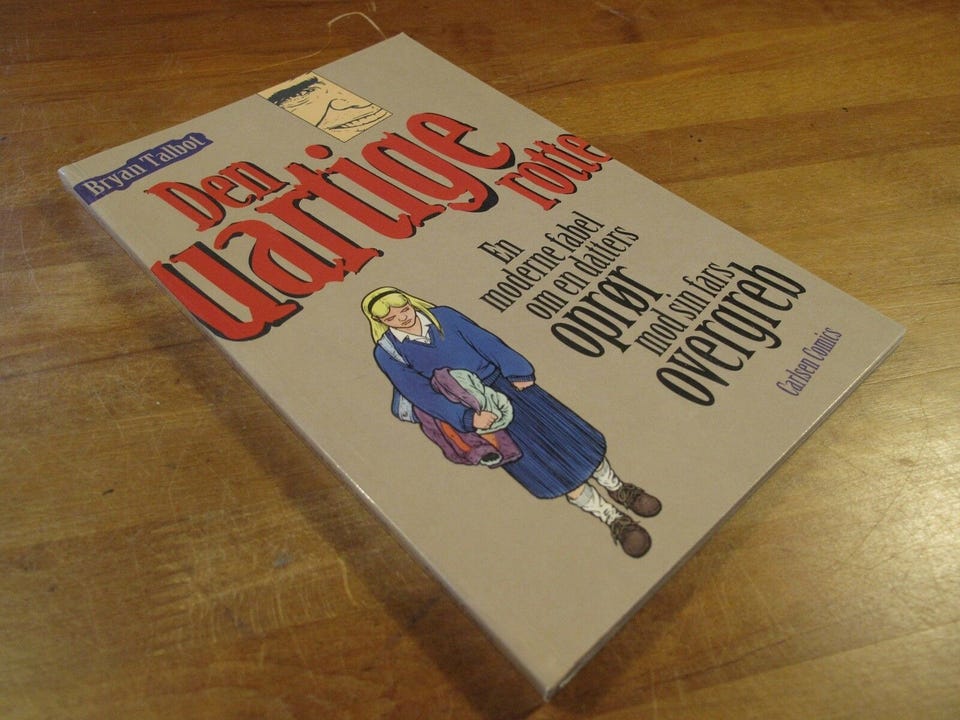 Bryan Talbot
Den
uartige
rotte
En
moderne fabel
om en datters
oprør
mod sin fars
overgreb
Carlsen Comics